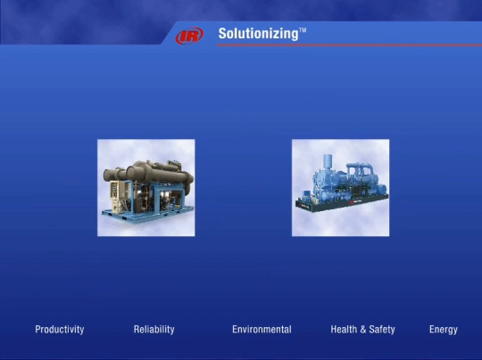 IR Solutionizing™
Productivity Reliability Environmental Health & Safety Energy